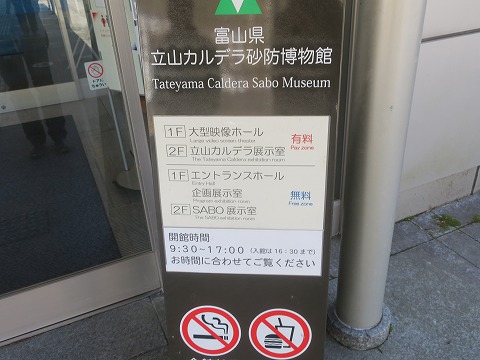 富山県
立山カルデラ砂防博物館
Tateyama Caldera Sabo Museum
1F 大型映像ホール
Large video screen theater
2F 立山カルデラ展示室
The Tateyama Caldera exhibition room
有料
Pay zone
1F エントランスホール
Entry Hall
企画展示室
Program exhibition room
2F SABO展示室
The SABO exhibition room
無料
Free zone
開館時間
9:30~17:00 (入館は16:30まで)
お時間に合わせてご覧ください